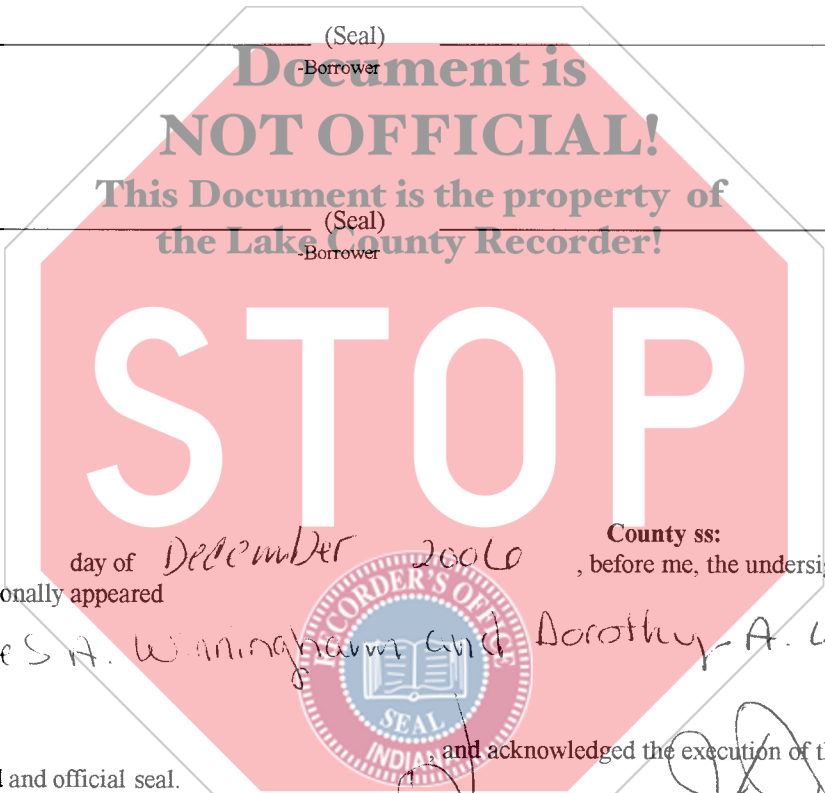 (Seal)
Document is
-Borrower
NOT OFFICIAL!
This Document is the property of
(Seal)
the Lake County Recorder!
-Borrower
STOP
County ss:
day of December 2006 , before me, the undersi
onally appeared
e S A. Winningham and Dorothy A.
RECORDER'S OFFICE
SEAL
INDIANA
, and acknowledged the execution of th
and official seal.